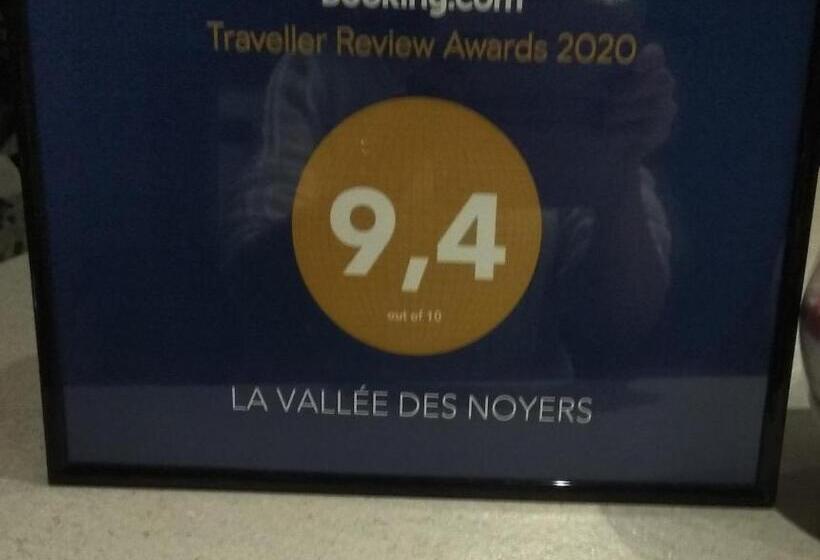 Booking.com
Traveller Review Awards 2020
9,4
out of 10
LA VALLÉE DES NOYERS